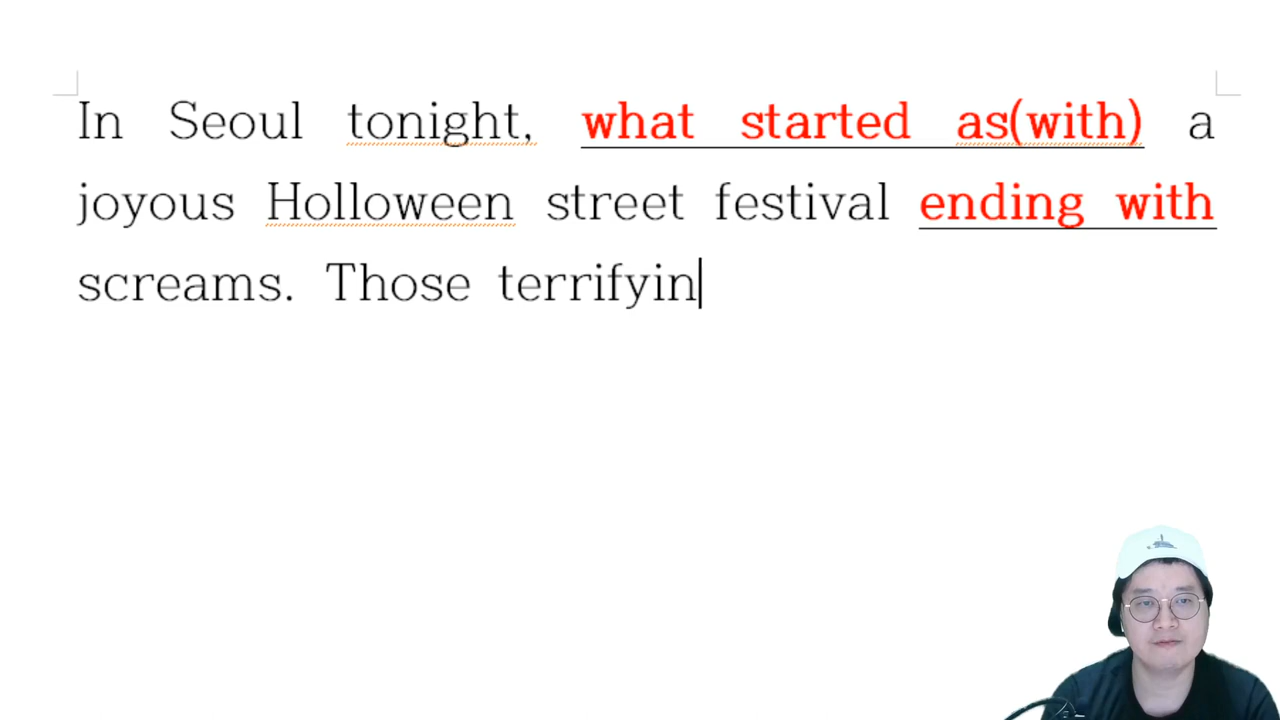 In Seoul tonight, what started as(with) a
joyous Holloween street festival ending with
screams. Those terrifyin